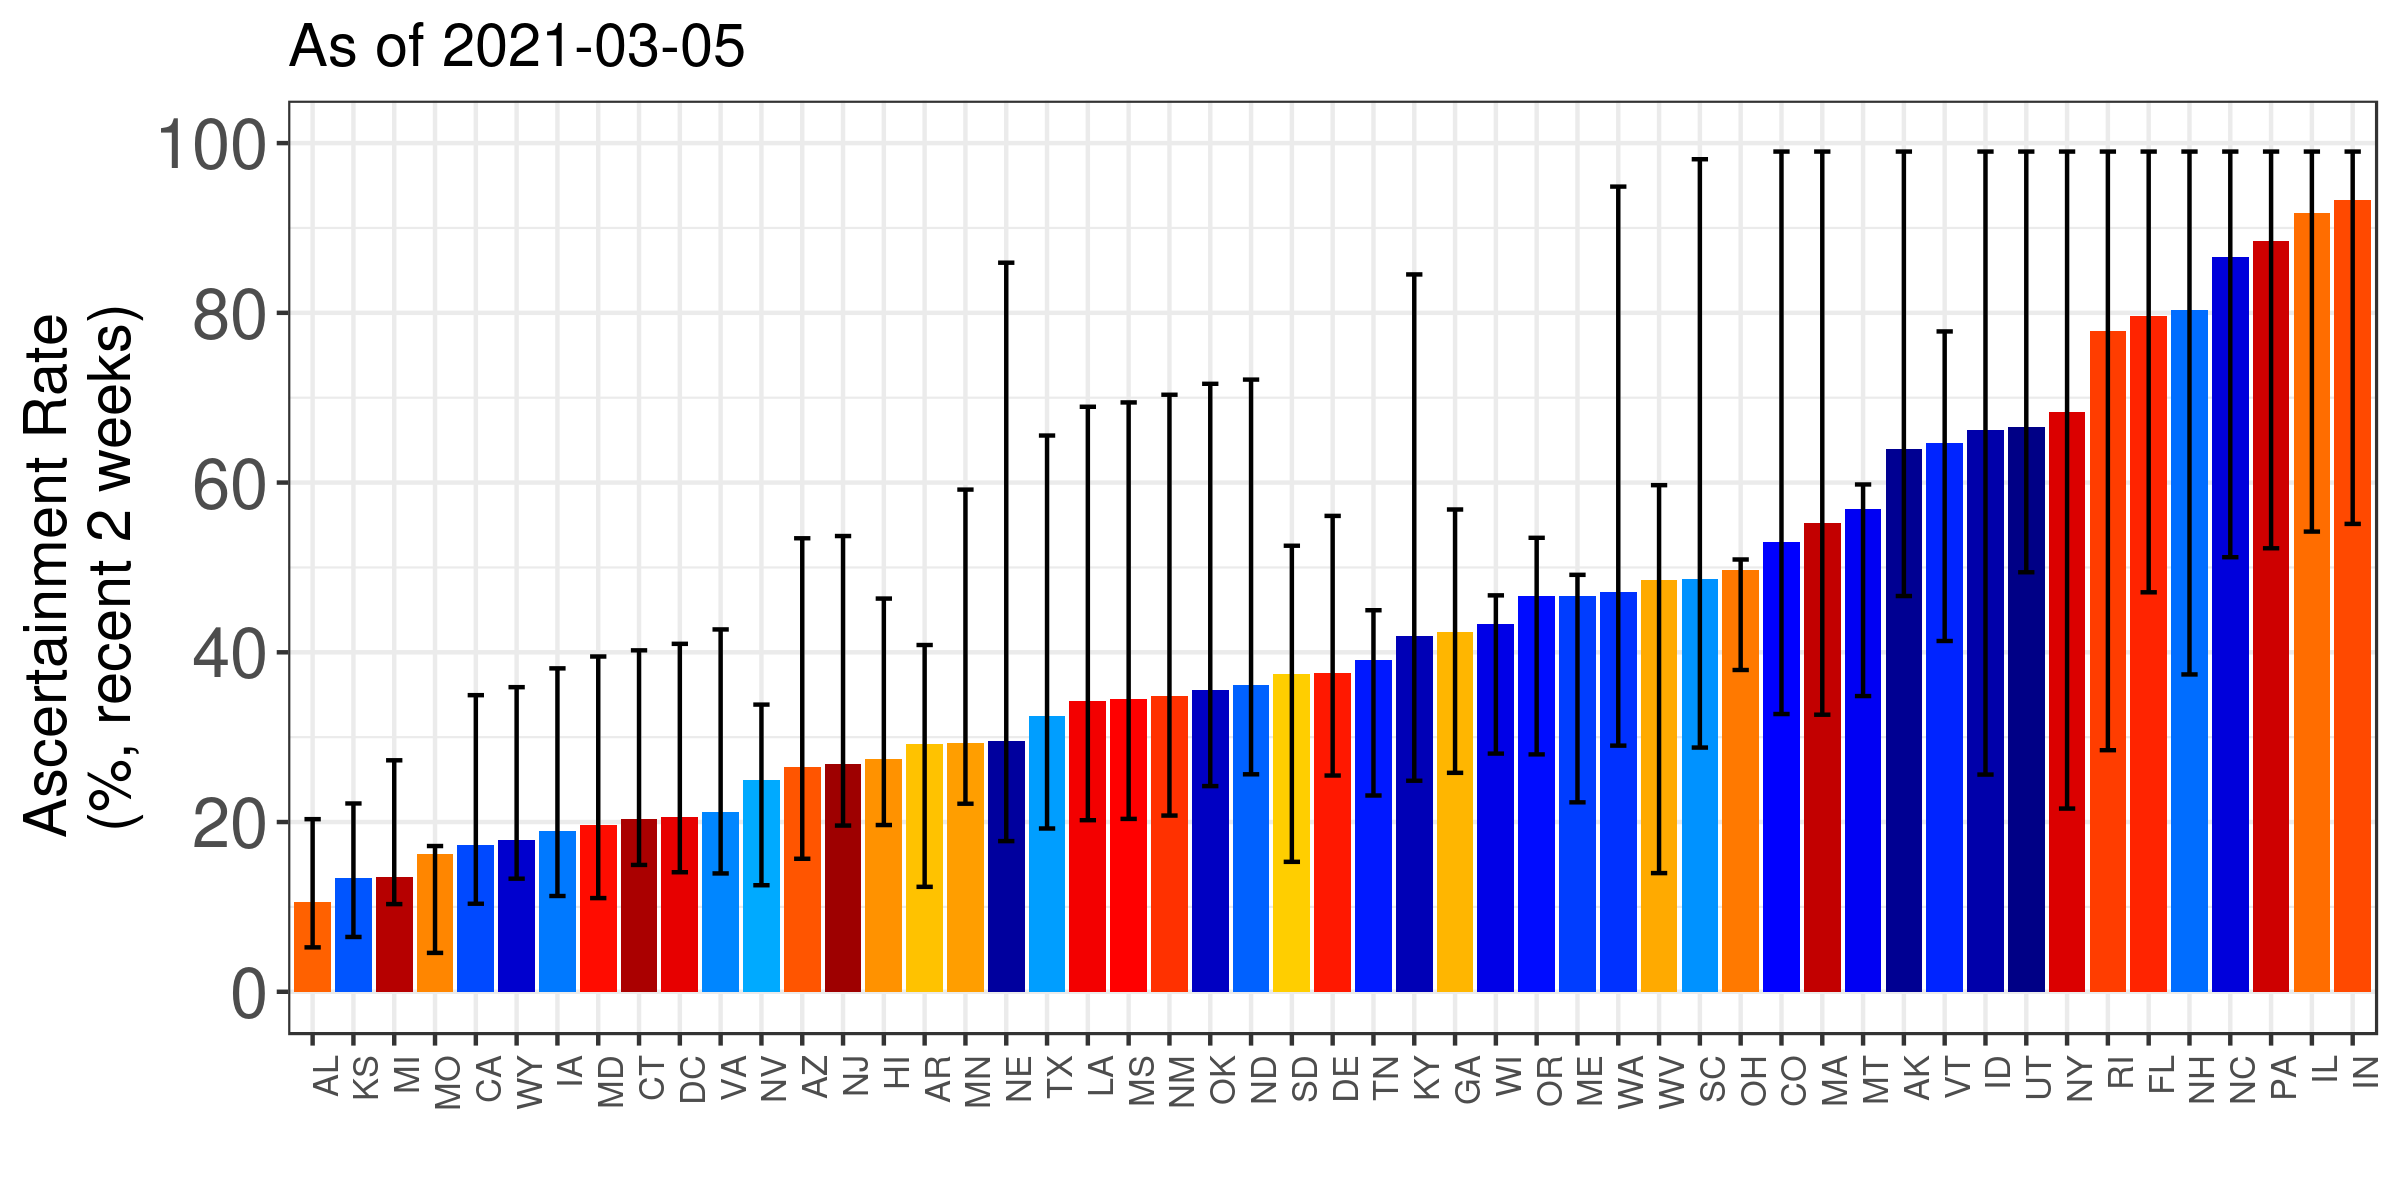 As of 2021-03-05
Ascertainment Rate
(%, recent 2 weeks)
100
80
60
40
20
0
AL KS MI MO CA WY IA MD CT DC VA NV AZ NJ HI AR MN NE TX LA MS NM OK ND SD DE TN KY GA WI OR ME WA WV SC OH CO MA MT AK VT ID UT NY RI FL NH NC PA IL IN